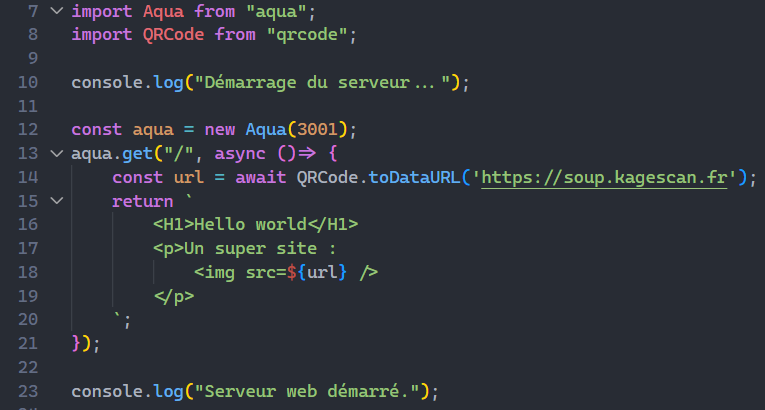 7 import Aqua from "aqua";
8 import QRCode from "qrcode";
9
10 console.log("Démarrage du serveur...");
11
12 const aqua = new Aqua(3001);
13 aqua.get("/", async ()=> {
14 const url = await QRCode.toDataURL('https://soup.kagescan.fr');
15 return `
16 <H1>Hello world</H1>
17 <p>Un super site :
18 <img src=${url} />
19 </p>
20 `;
21 });
22
23 console.log("Serveur web démarré.");